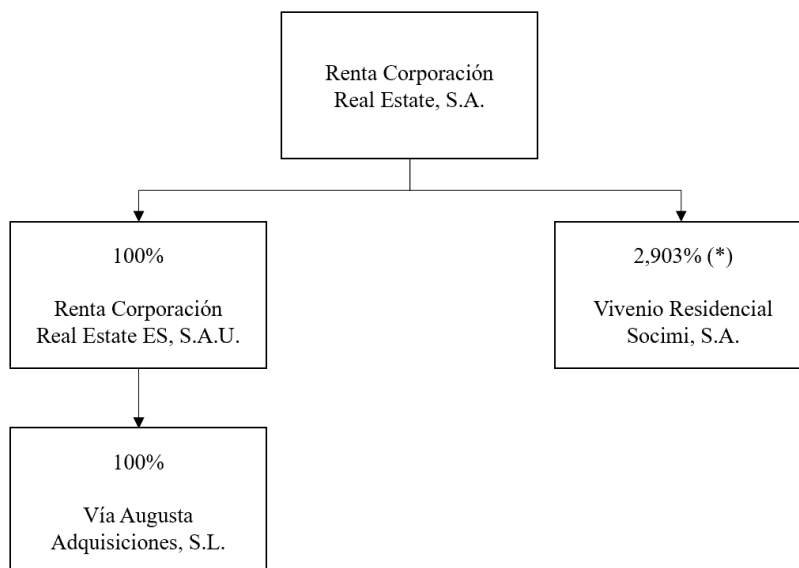 Renta Corporación
Real Estate, S.A.
100%
Renta Corporación
Real Estate ES, S.A.U.
2,903% (*)
Vivenio Residencial
Socimi, S.A.
100%
Vía Augusta
Adquisiciones, S.L.